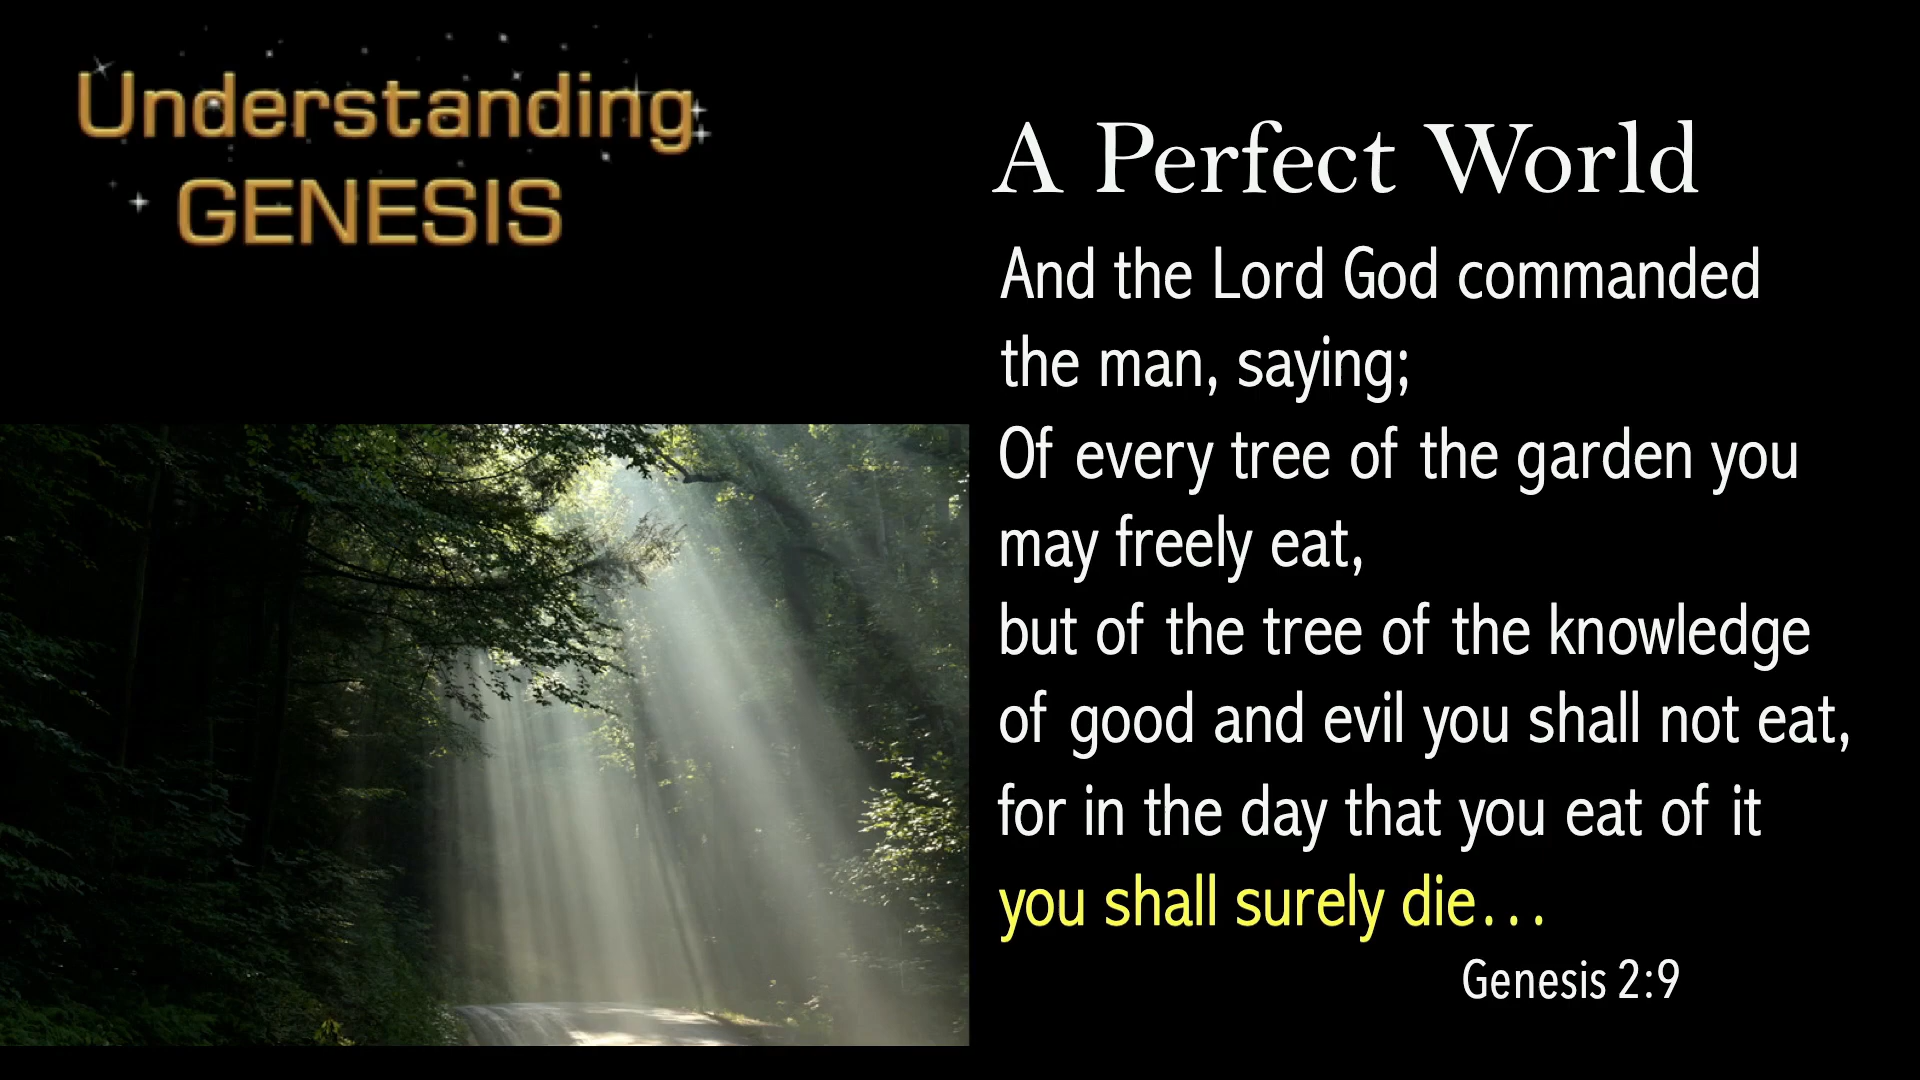 Understanding
GENESIS
A Perfect World
And the Lord God commanded
the man, saying;
Of every tree of the garden you
may freely eat,
but of the tree of the knowledge
of good and evil you shall not eat,
for in the day that you eat of it
you shall surely die...
Genesis 2:9